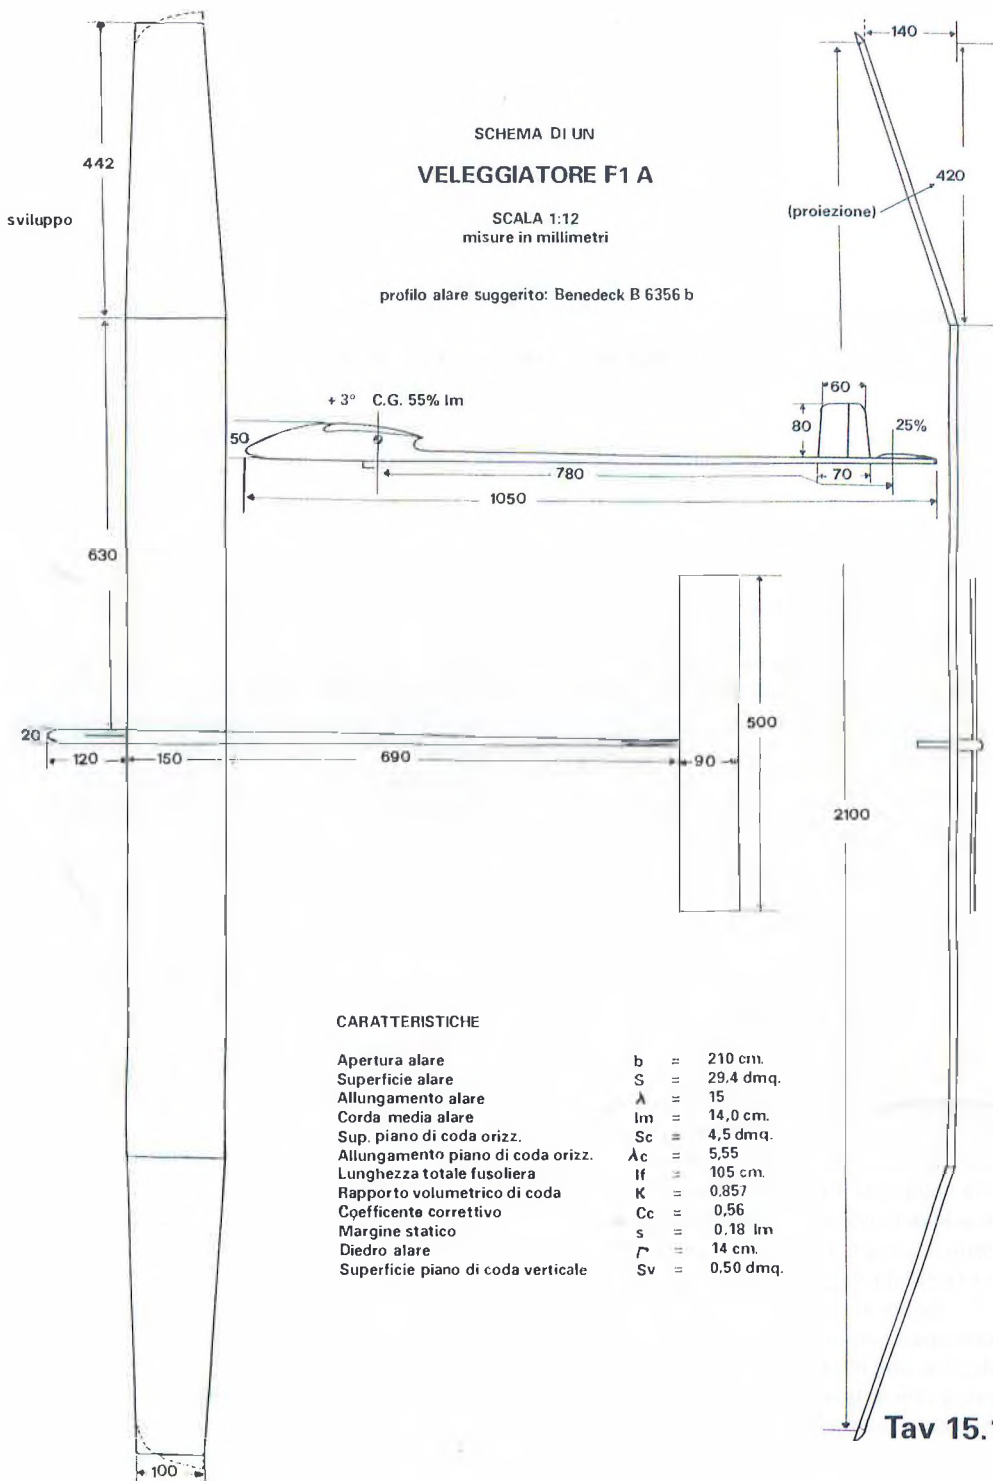 SCHEMA DI UN
VELEGGIATORE F1 A
SCALA 1:12
misure in millimetri
profilo alare suggerito: Benedeck B 6356 b
442
sviluppo
140
420
(proiezione)
+ 3° C.G. 55% lm
60
50
80
25%
780
70
1050
630
500
20
120
150
690
90
2100
CARATTERISTICHE
Apertura alare b = 210 cm.
Superficie alare S = 29,4 dmq.
Allungamento alare λ = 15
Corda media alare lm = 14,0 cm.
Sup. piano di coda orizz. Sc = 4,5 dmq.
Allungamento piano di coda orizz. λc = 5,55
Lunghezza totale fusoliera lf = 105 cm.
Rapporto volumetrico di coda K = 0,857
Coefficente correttivo Cc = 0,56
Margine statico s = 0,18 lm
Diedro alare Γ = 14 cm.
Superficie piano di coda verticale Sv = 0,50 dmq.
Tav 15.
100